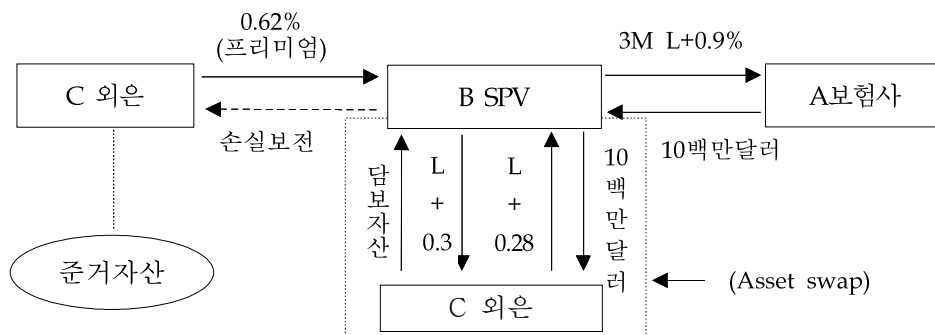 0.62%
(프리미엄)
3M L+0.9%
C 외은
B SPV
A보험사
손실보전
10백만달러
담보자산
L
+
0.3
L
+
0.28
10백만달러
준거자산
C 외은
(Asset swap)